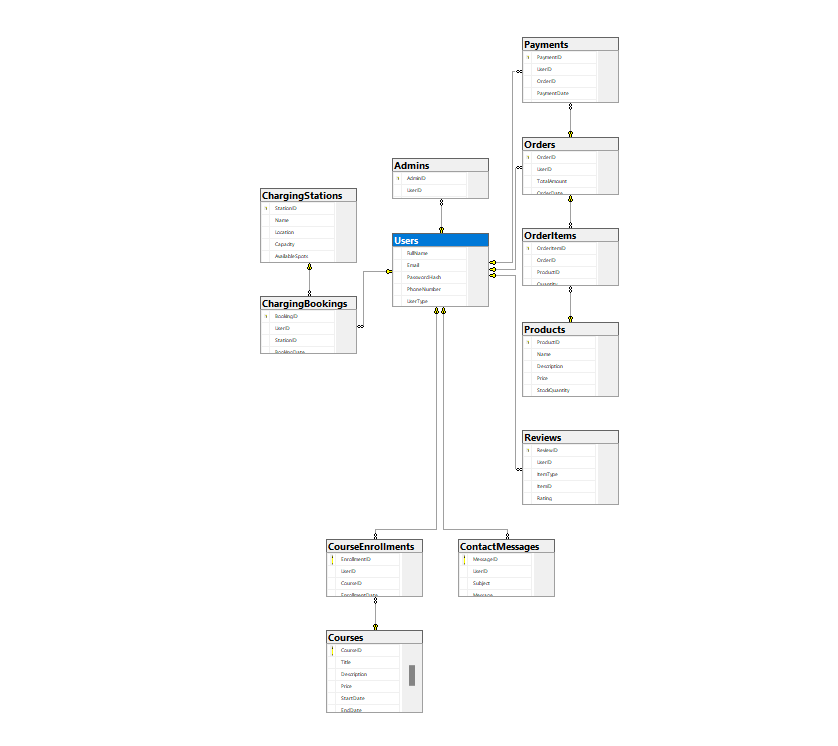 Payments
PaymentID
UserID
OrderID
PaymentDate
Orders
OrderID
UserID
TotalAmount
OrderDate
Admins
AdminID
UserID
ChargingStations
StationID
Name
Location
Capacity
AvailableSpots
Users
FullName
Email
PasswordHash
PhoneNumber
UserType
OrderItems
OrderItemID
OrderID
ProductID
Quantity
ChargingBookings
BookingID
UserID
StationID
BookingDate
Products
ProductID
Name
Description
Price
StockQuantity
Reviews
ReviewID
UserID
ItemType
ItemID
Rating
CourseEnrollments
EnrollmentID
UserID
CourseID
EnrollmentDate
ContactMessages
MessageID
UserID
Subject
Message
Courses
CourseID
Title
Description
Price
StartDate
EndDate